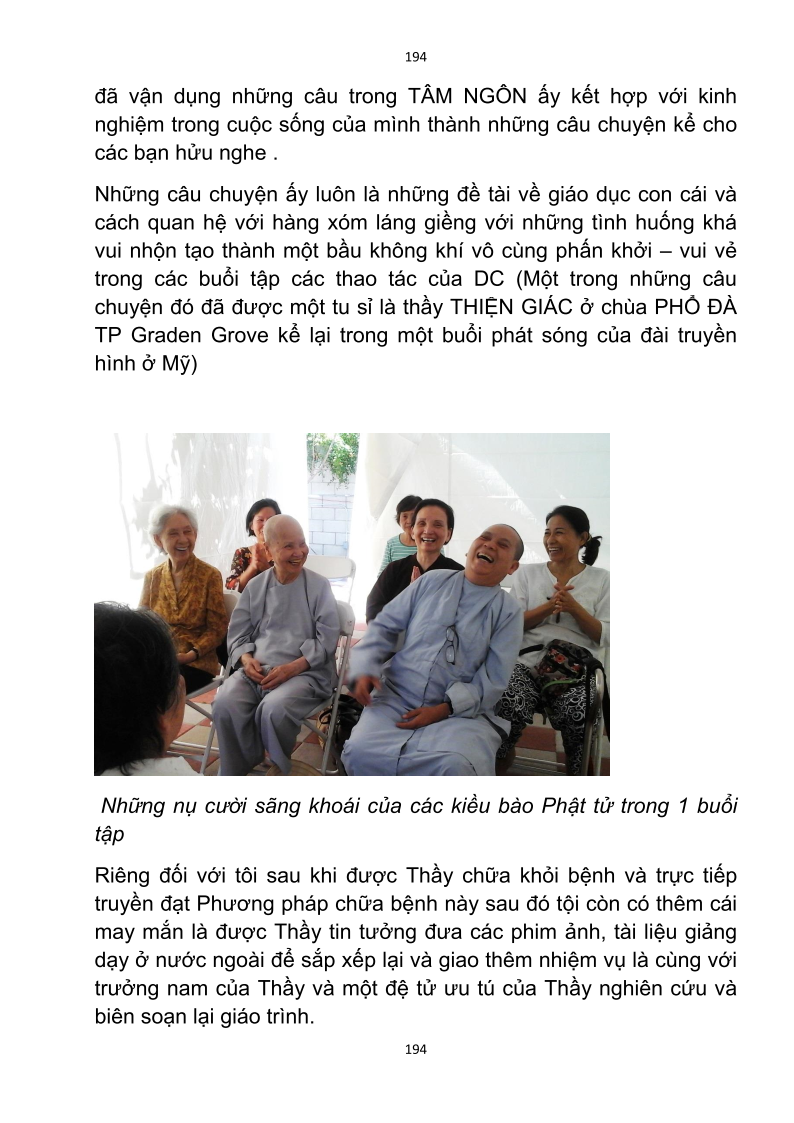 194
đã vận dụng những câu trong TÂM NGÔN ấy kết hợp với kinh
nghiệm trong cuộc sống của mình thành những câu chuyện kể cho
các bạn hửu nghe .
Những câu chuyện ấy luôn là những đề tài về giáo dục con cái và
cách quan hệ với hàng xóm láng giềng với những tình huống khá
vui nhộn tạo thành một bầu không khí vô cùng phấn khởi – vui vẻ
trong các buổi tập các thao tác của DC (Một trong những câu
chuyện đó đã được một tu sỉ là thầy THIỆN GIÁC ở chùa PHỔ ĐÀ
TP Graden Grove kể lại trong một buổi phát sóng của đài truyền
hình ở Mỹ)
Những nụ cười sãng khoái của các kiều bào Phật tử trong 1 buổi
tập
Riêng đối với tôi sau khi được Thầy chữa khỏi bệnh và trực tiếp
truyền đạt Phương pháp chữa bệnh này sau đó tội còn có thêm cái
may mắn là được Thầy tin tưởng đưa các phim ảnh, tài liệu giảng
dạy ở nước ngoài để sắp xếp lại và giao thêm nhiệm vụ là cùng với
trưởng nam của Thầy và một đệ tử ưu tú của Thầy nghiên cứu và
biên soạn lại giáo trình.
194